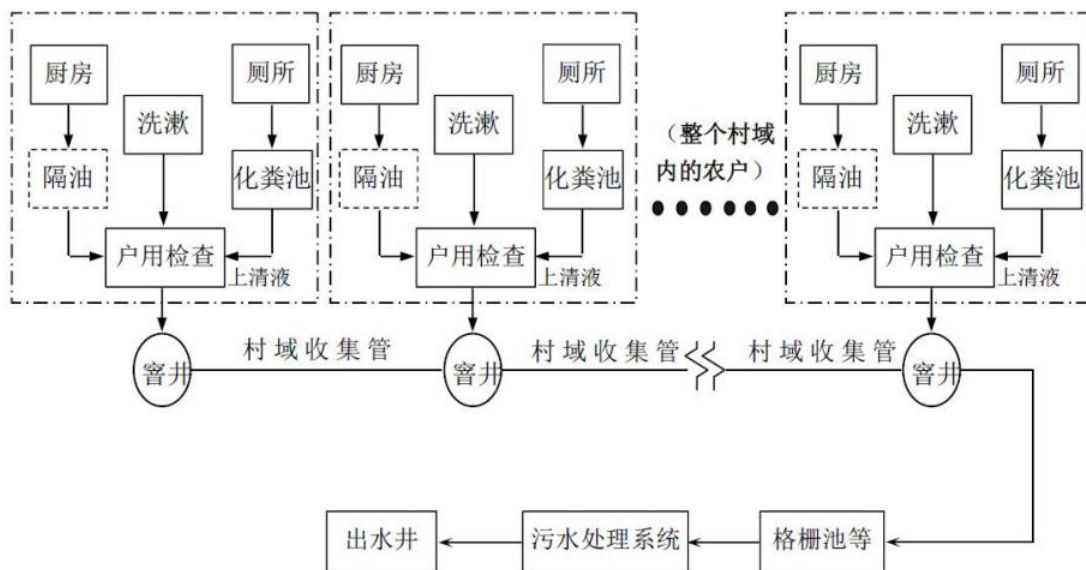 厨房
厕所
洗漱
隔油
化粪池
户用检查
上清液
厨房
厕所
洗漱
隔油
化粪池
户用检查
上清液
（整个村域
内的农户）
厨房
厕所
洗漱
隔油
化粪池
户用检查
上清液
窨井
村域收集管
窨井
村域收集管
村域收集管
窨井
出水井
污水处理系统
格栅池等